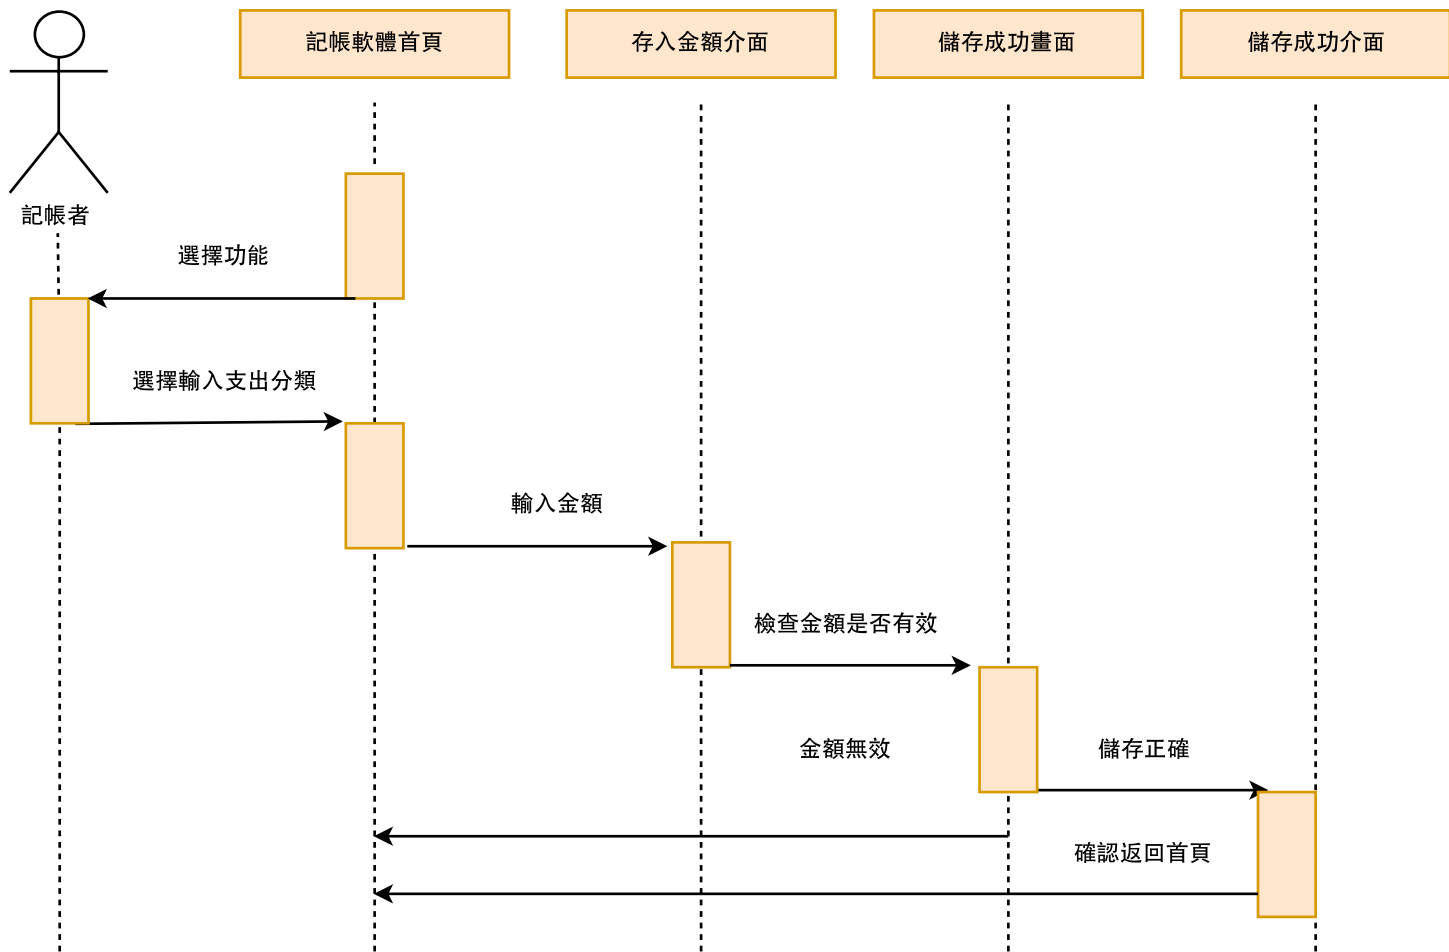 記帳軟體首頁
存入金額介面
儲存成功畫面
儲存成功介面
記帳者
選擇功能
選擇輸入支出分類
輸入金額
檢查金額是否有效
金額無效
儲存正確
確認返回首頁